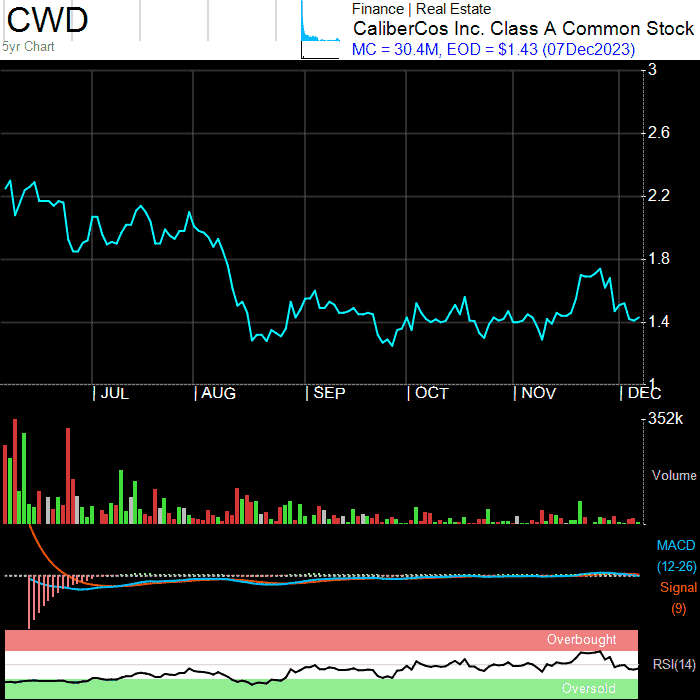 CWD
5yr Chart
Finance | Real Estate
CaliberCos Inc. Class A Common Stock
MC = 30.4M, EOD = $1.43 (07Dec2023)
3
2.6
2.2
1.8
1.4
1
JUL AUG SEP OCT NOV DEC
352k
Volume
MACD
(12-26)
Signal
(9)
Overbought
RSI(14)
Oversold